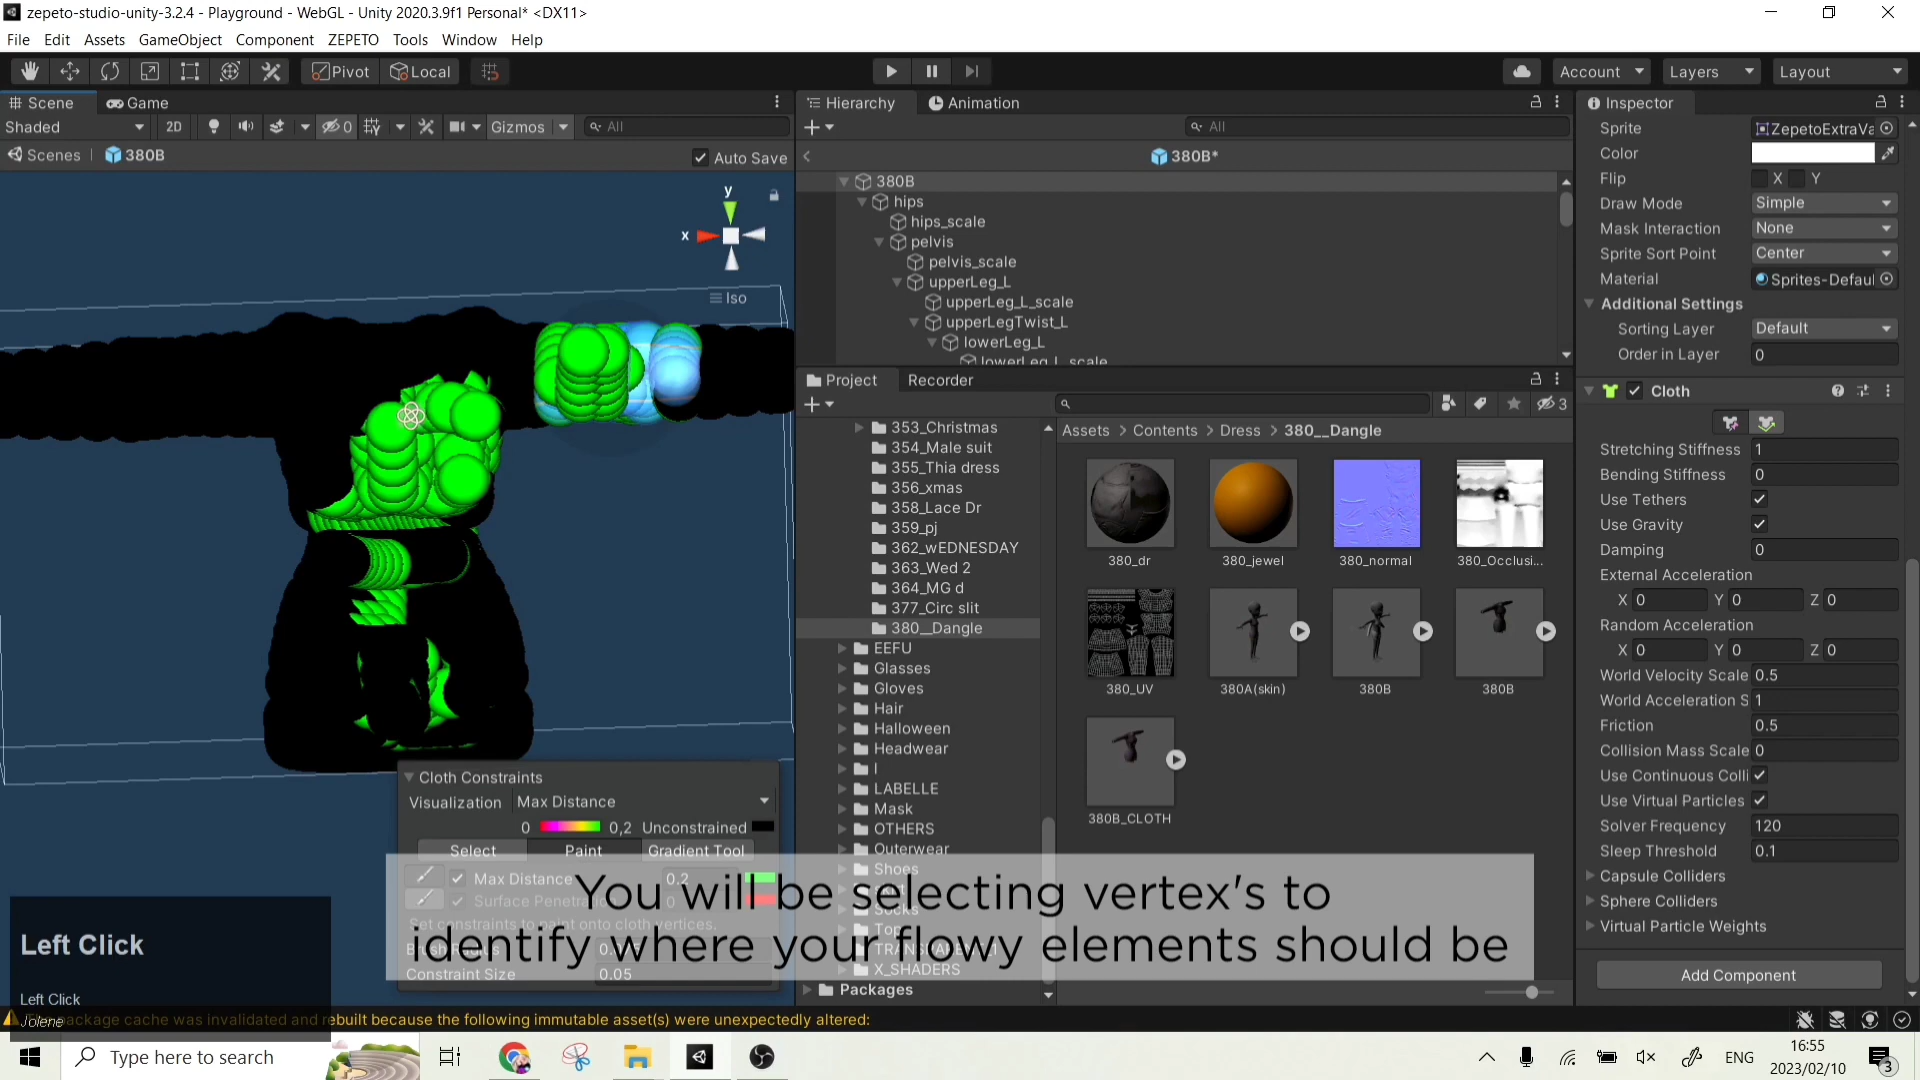 zepeto-studio-unity-3.2.4 - Playground - WebGL - Unity 2020.3.9f1 Personal* <DX11>
File Edit Assets GameObject Component ZEPETO Tools Window Help
Pivot Local Account Layers Layout
Scene Game
Shaded 2D 0 Gizmos All
Scenes 380B Auto Save
y
x
Iso
Cloth Constraints
Visualization Max Distance
0 0,2 Unconstrained
Select Paint Gradient Tool
Max Distance 0.2
Surface Penetration 0
Set constraints to paint onto cloth vertices.
Brush Radius
Constraint Size 0.05
Hierarchy Animation
All
380B*
380B
hips
hips_scale
pelvis
pelvis_scale
upperLeg_L
upperLeg_L_scale
upperLegTwist_L
lowerLeg_L
lowerLeg_L_scale
Project Recorder
3
353_Christmas
354_Male suit
355_Thia dress
356_xmas
358_Lace Dr
359_pj
362_wEDNESDAY
363_Wed 2
364_MG d
377_Circ slit
380__Dangle
EEFU
Glasses
Gloves
Hair
Halloween
Headwear
I
LABELLE
Mask
OTHERS
Outerwear
Shoes
Socks
X_SHADERS
Packages
Assets > Contents > Dress > 380__Dangle
380_dr 380_jewel 380_normal 380_Occlusi...
380_UV 380A(skin) 380B 380B
380B_CLOTH
Inspector
Sprite ZepetoExtraVa
Color
Flip X Y
Draw Mode Simple
Mask Interaction None
Sprite Sort Point Center
Material Sprites-Defaul
Additional Settings
Sorting Layer Default
Order in Layer 0
Cloth
Stretching Stiffness 1
Bending Stiffness 0
Use Tethers
Use Gravity
Damping 0
External Acceleration
X 0 Y 0 Z 0
Random Acceleration
X 0 Y 0 Z 0
World Velocity Scale 0.5
World Acceleration S 1
Friction 0.5
Collision Mass Scale 0
Use Continuous Colli
Use Virtual Particles
Solver Frequency 120
Sleep Threshold 0.1
Capsule Colliders
Sphere Colliders
Virtual Particle Weights
Add Component
You will be selecting vertex's to
identify where your flowy elements should be
Left Click
Left Click
Jolene
package cache was invalidated and rebuilt because the following immutable asset(s) were unexpectedly altered:
Type here to search
ENG
16:55
2023/02/10
3